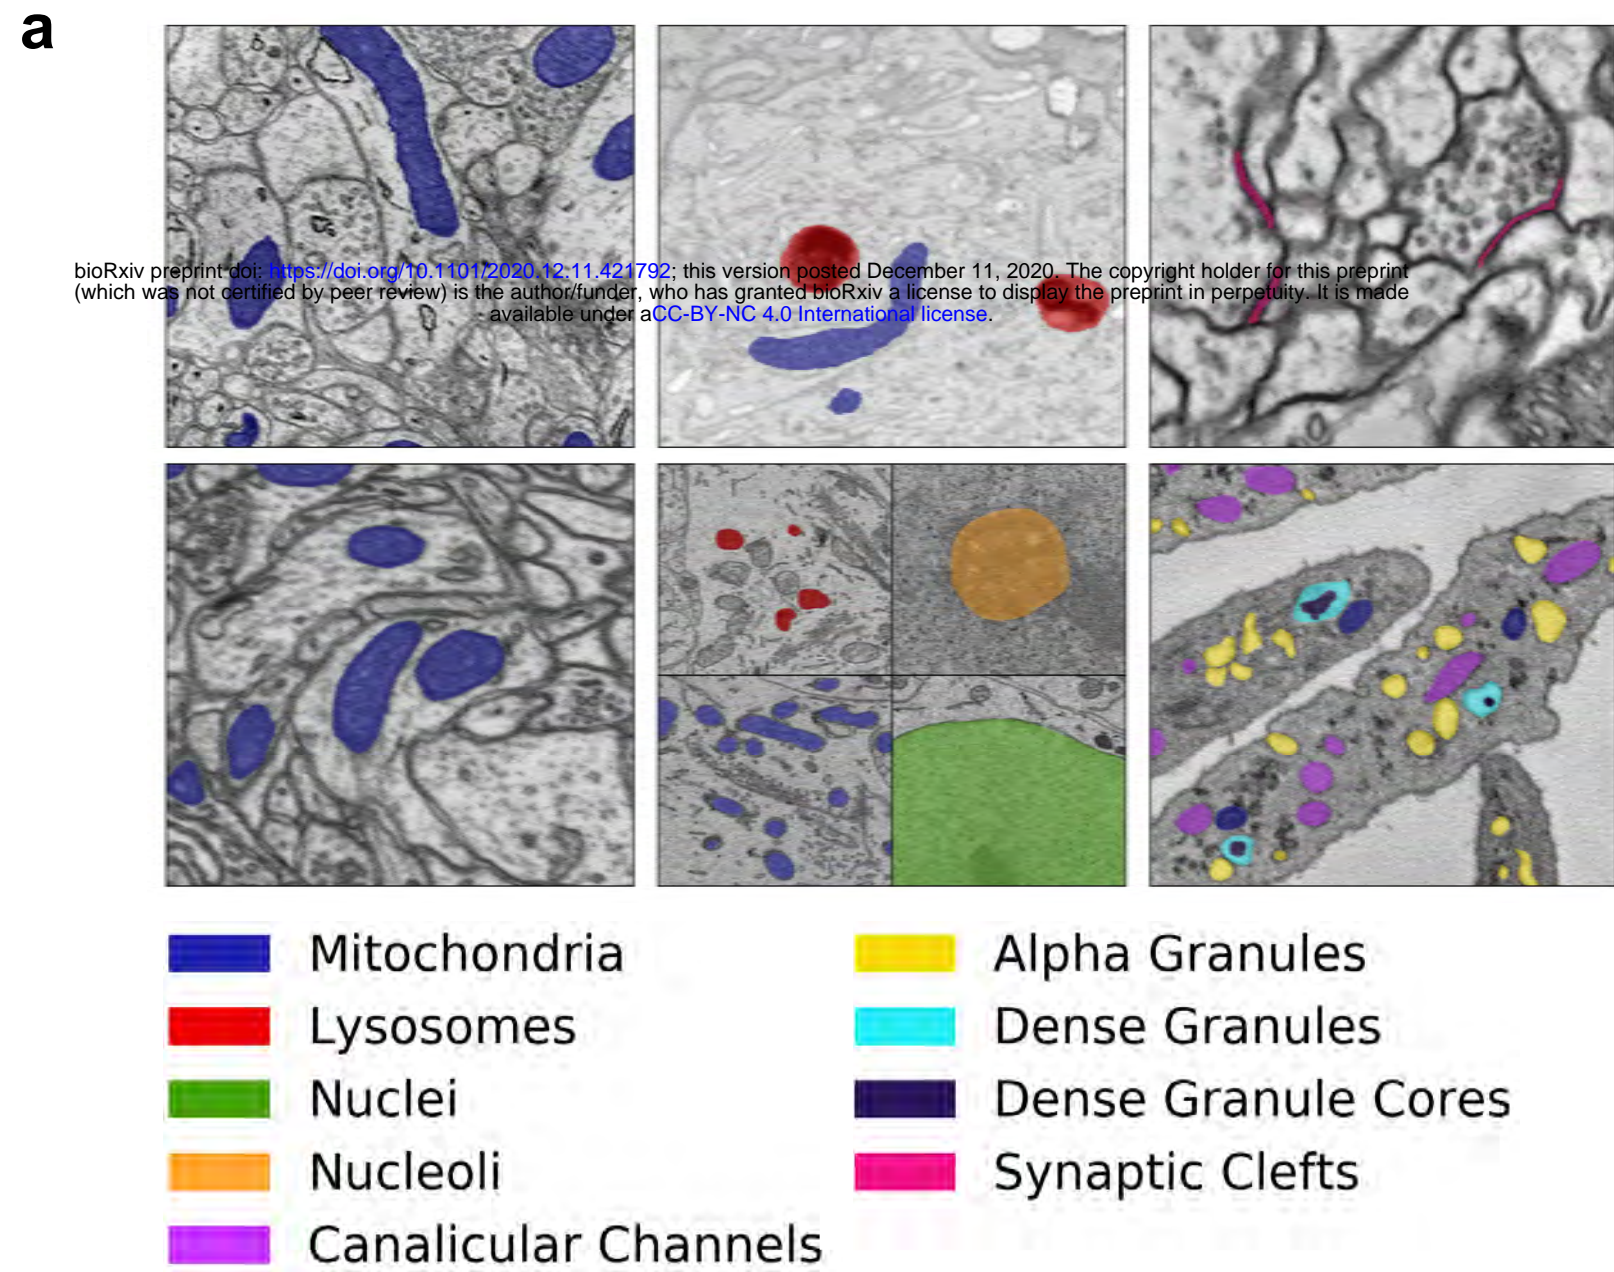 a
bioRxiv preprint doi: https://doi.org/10.1101/2020.12.11.421792; this version posted December 11, 2020. The copyright holder for this preprint
(which was not certified by peer review) is the author/funder, who has granted bioRxiv a license to display the preprint in perpetuity. It is made
available under aCC-BY-NC 4.0 International license.
Mitochondria
Lysosomes
Nuclei
Nucleoli
Canalicular Channels
Alpha Granules
Dense Granules
Dense Granule Cores
Synaptic Clefts